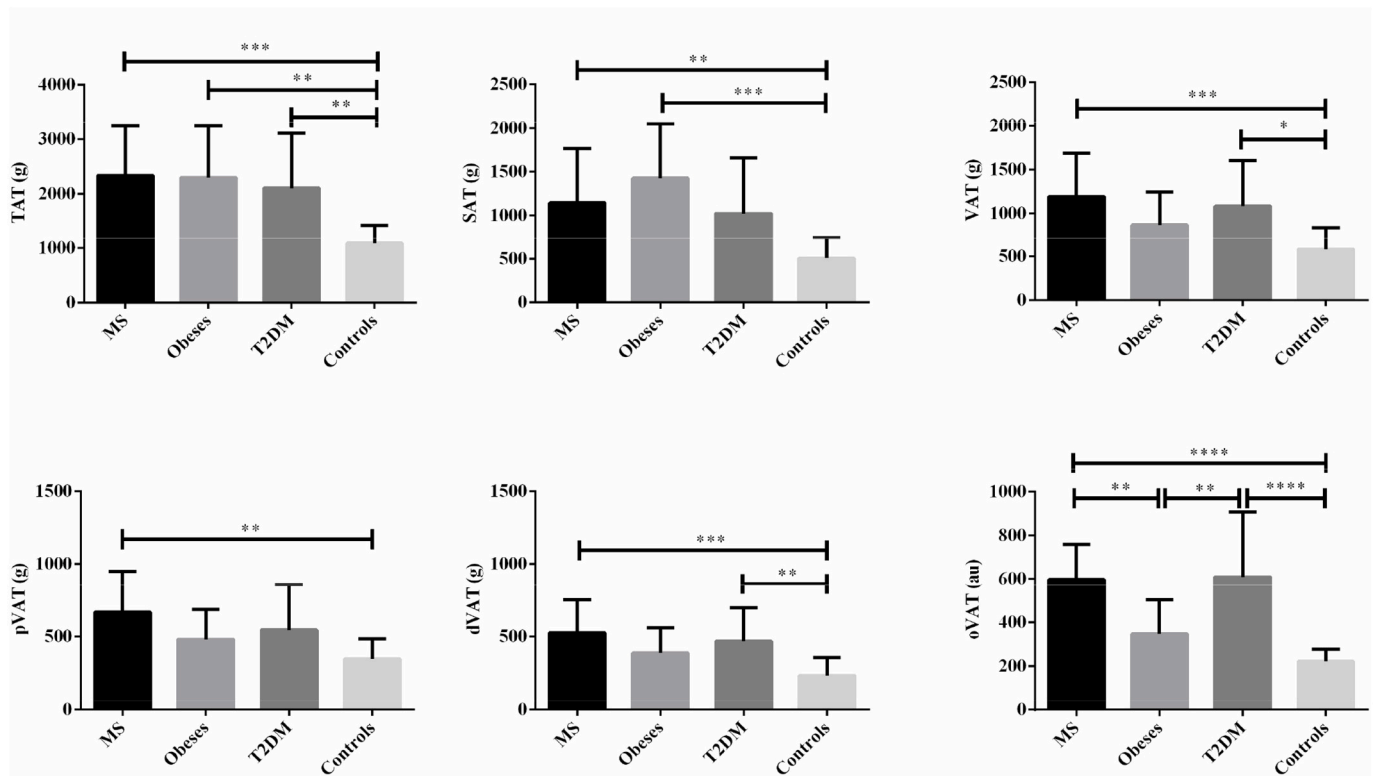 ***
**
**
TAT (g)
4000
3000
2000
1000
0
MS
Obeses
T2DM
Controls
**
***
SAT (g)
2500
2000
1500
1000
500
0
MS
Obeses
T2DM
Controls
***
*
VAT (g)
2500
2000
1500
1000
500
0
MS
Obeses
T2DM
Controls
**
pVAT (g)
1500
1000
500
0
MS
Obeses
T2DM
Controls
***
**
dVAT (g)
1500
1000
500
0
MS
Obeses
T2DM
Controls
****
** ** ****
oVAT (au)
1000
800
600
400
200
0
MS
Obeses
T2DM
Controls